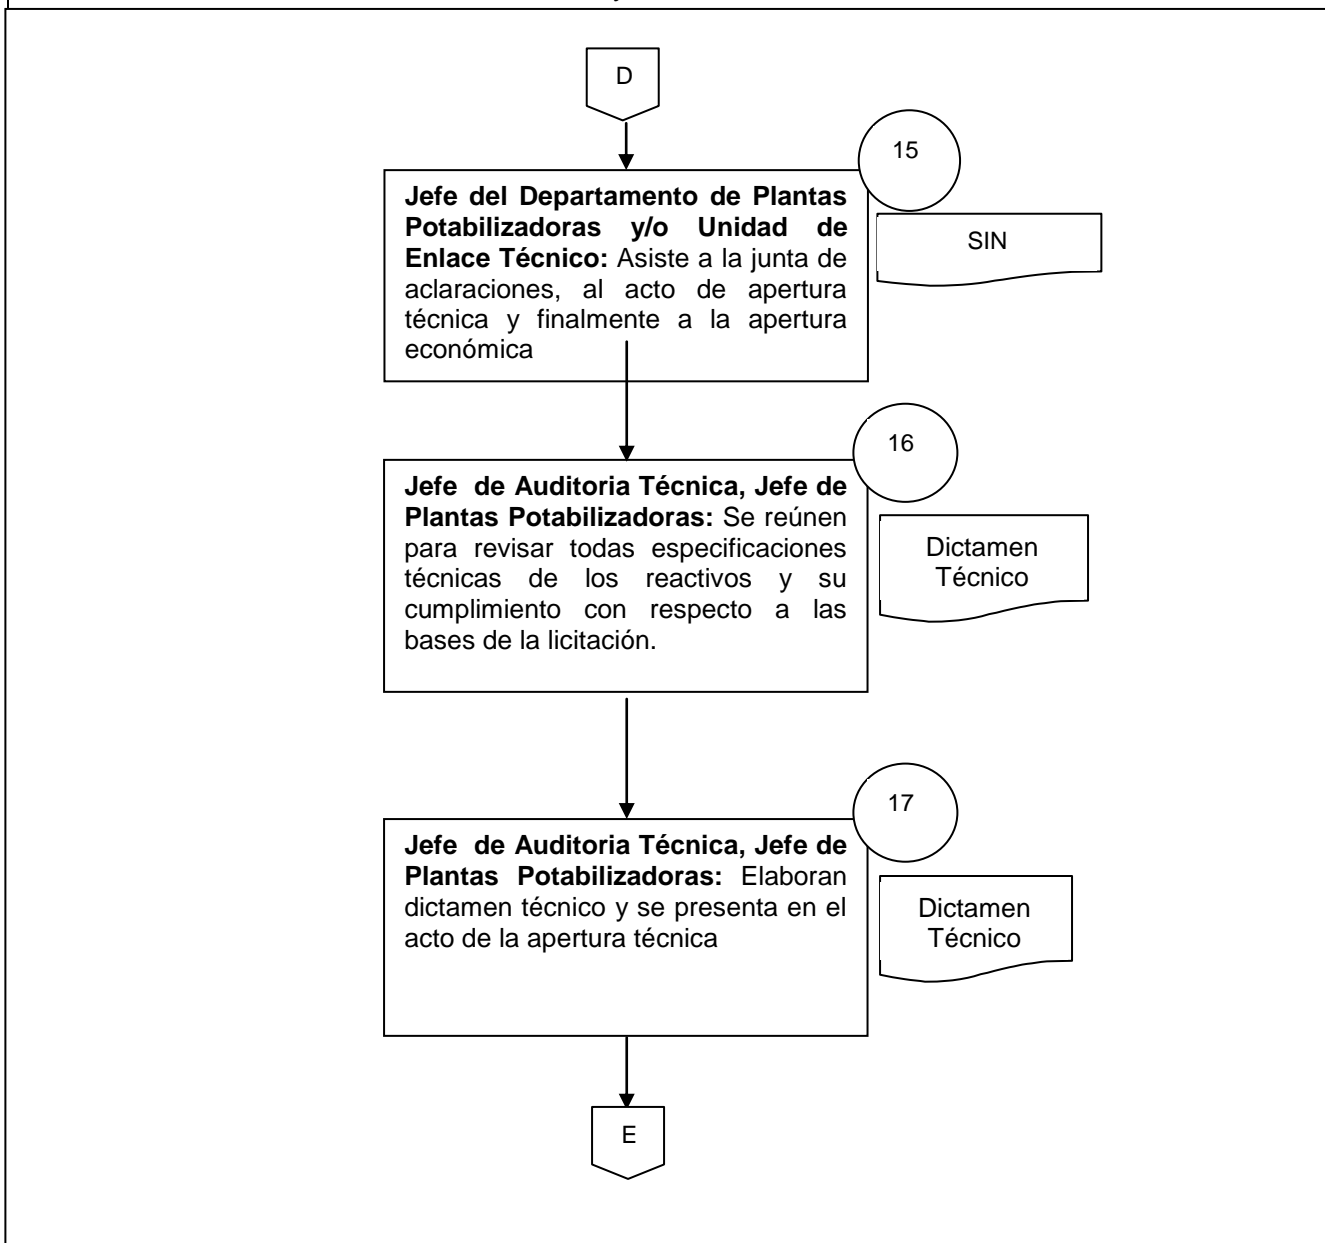 D
15
Jefe del Departamento de Plantas
Potabilizadoras y/o Unidad de
Enlace Técnico: Asiste a la junta de
aclaraciones, al acto de apertura
técnica y finalmente a la apertura
económica
SIN
16
Jefe de Auditoria Técnica, Jefe de
Plantas Potabilizadoras: Se reúnen
para revisar todas especificaciones
técnicas de los reactivos y su
cumplimiento con respecto a las
bases de la licitación.
Dictamen
Técnico
17
Jefe de Auditoria Técnica, Jefe de
Plantas Potabilizadoras: Elaboran
dictamen técnico y se presenta en el
acto de la apertura técnica
Dictamen
Técnico
E